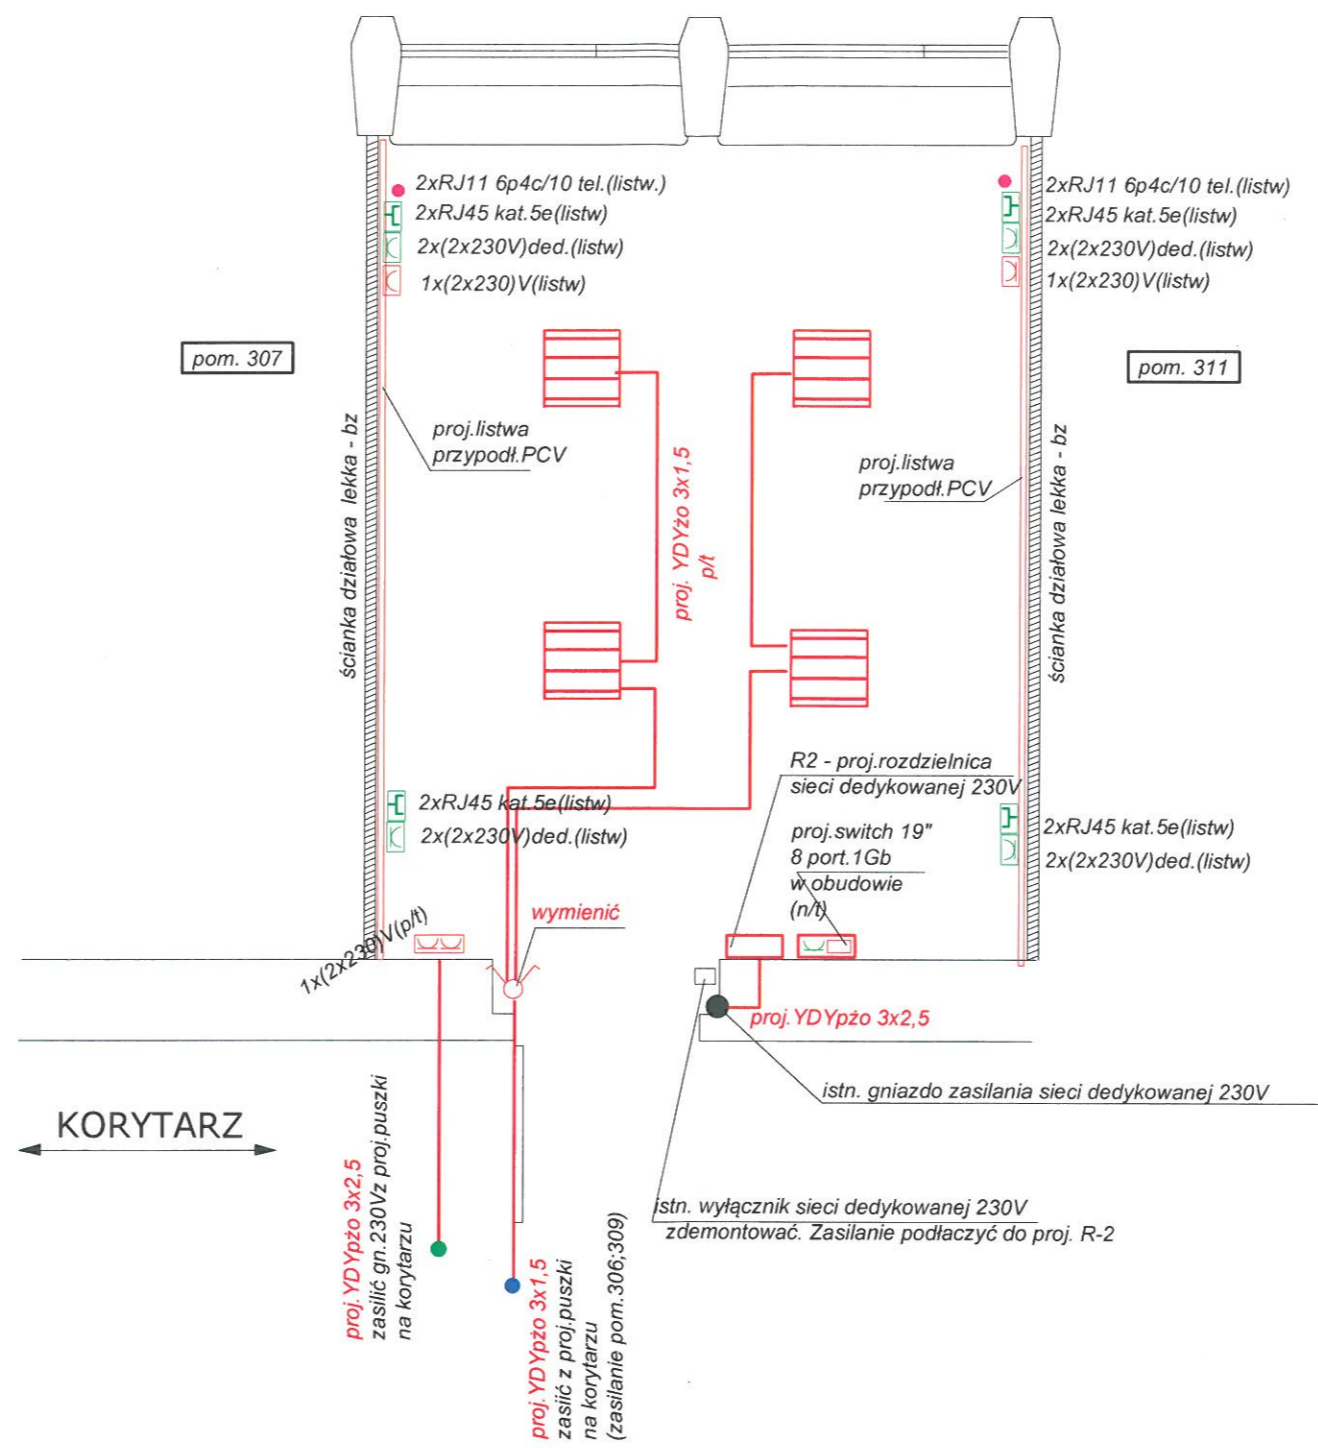 2xRJ11 6p4c/10 tel.(listw.)
2xRJ45 kat.5e(listw)
2x(2x230V)ded.(listw)
1x(2x230)V(listw)
2xRJ11 6p4c/10 tel.(listw)
2xRJ45 kat.5e(listw)
2x(2x230V)ded.(listw)
1x(2x230)V(listw)
pom. 307
pom. 311
proj.listwa
przypodł.PCV
proj.listwa
przypodł.PCV
ścianka działowa lekka - bz
proj. YDYżo 3x1,5
p/t
ścianka działowa lekka - bz
R2 - proj.rozdzielnica
sieci dedykowanej 230V
2xRJ45 kat.5e(listw)
2x(2x230V)ded.(listw)
proj.switch 19"
8 port.1Gb
w obudowie
(n/t)
2xRJ45 kat.5e(listw)
2x(2x230V)ded.(listw)
wymienić
1x(2x230)V(p/t)
proj.YDYpżo 3x2,5
istn. gniazdo zasilania sieci dedykowanej 230V
KORYTARZ
proj.YDYpżo 3x2,5
zasilić gn.230Vz proj.puszki
na korytarzu
istn. wyłącznik sieci dedykowanej 230V
zdemontować. Zasilanie podłaczyć do proj. R-2
proj.YDYpżo 3x1,5
zasiić z proj.puszki
na korytarzu
(zasilanie pom.306;309)